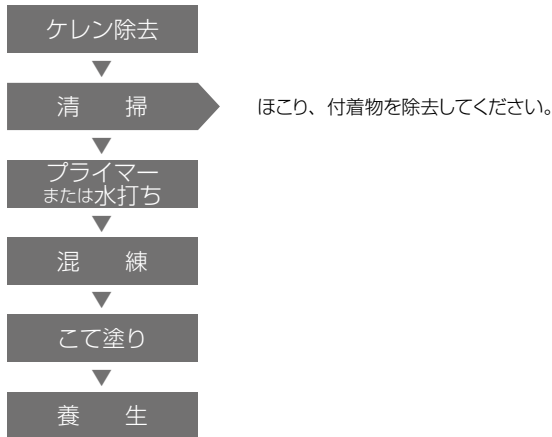 ケレン除去
清　掃
ほこり、付着物を除去してください。
プライマー
または水打ち
混　練
こて塗り
養　生